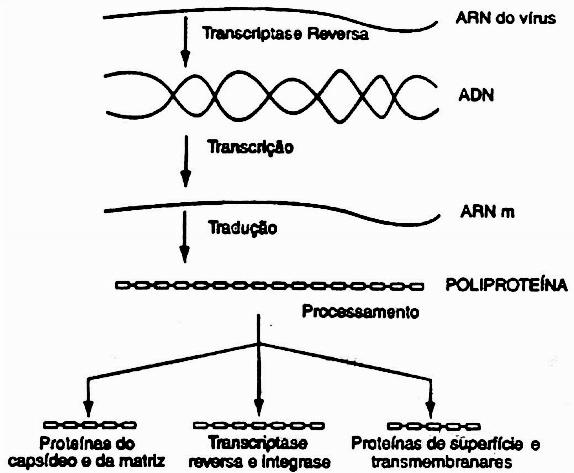 ARN do vírus
Transcriptase Reversa
ADN
Transcrição
ARN m
Tradução
POLIPROTEÍNA
Processamento
Proteínas do
capsídeo e da matriz
Transcriptase
reversa e integrase
Proteínas de superfície e
transmembranares